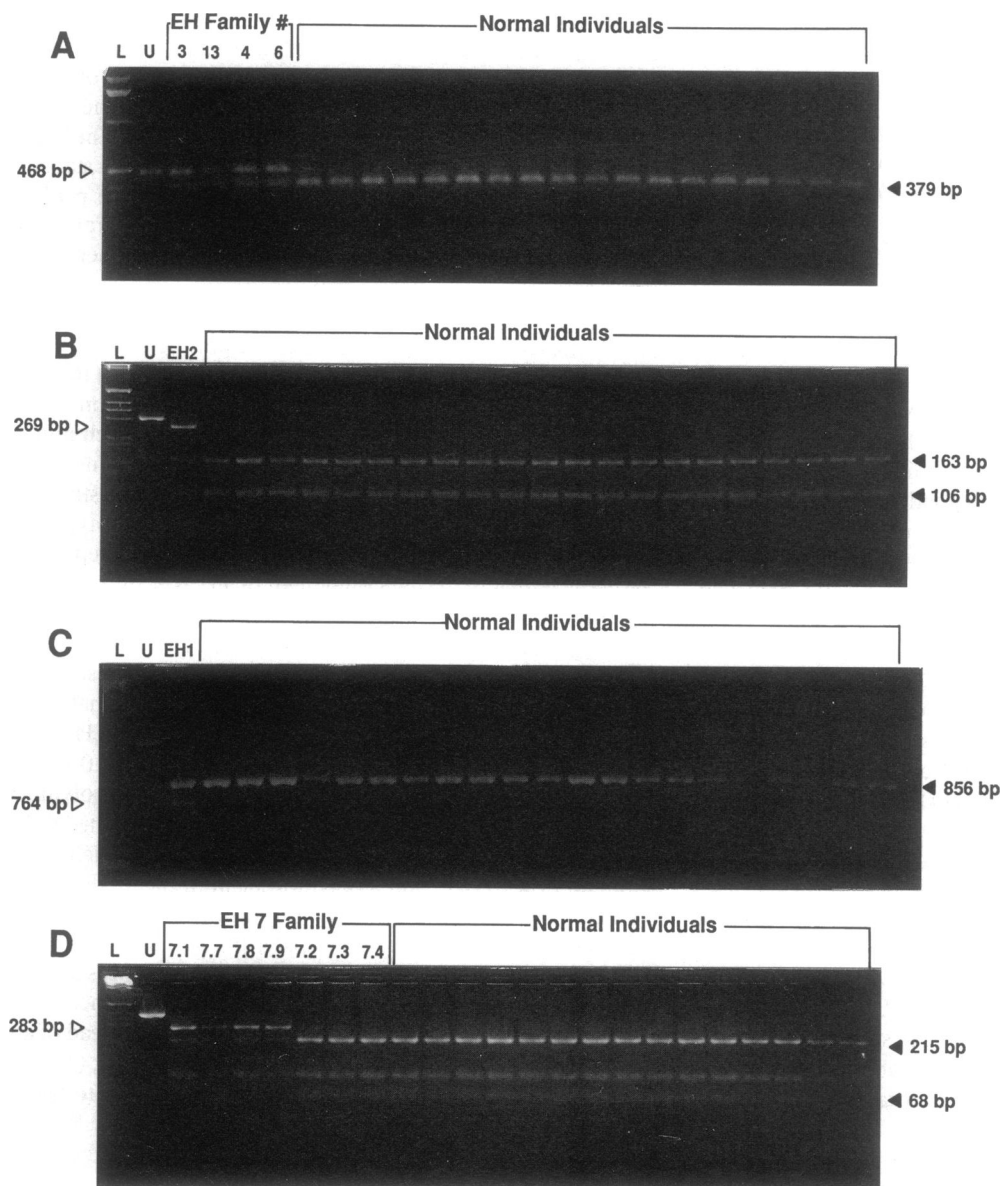 A
EH Family #
Normal Individuals
L U 3 13 4 6
468 bp
379 bp
B
Normal Individuals
L U EH2
269 bp
163 bp
106 bp
C
Normal Individuals
L U EH1
764 bp
856 bp
D
EH 7 Family
Normal Individuals
L U 7.1 7.7 7.8 7.9 7.2 7.3 7.4
283 bp
215 bp
68 bp